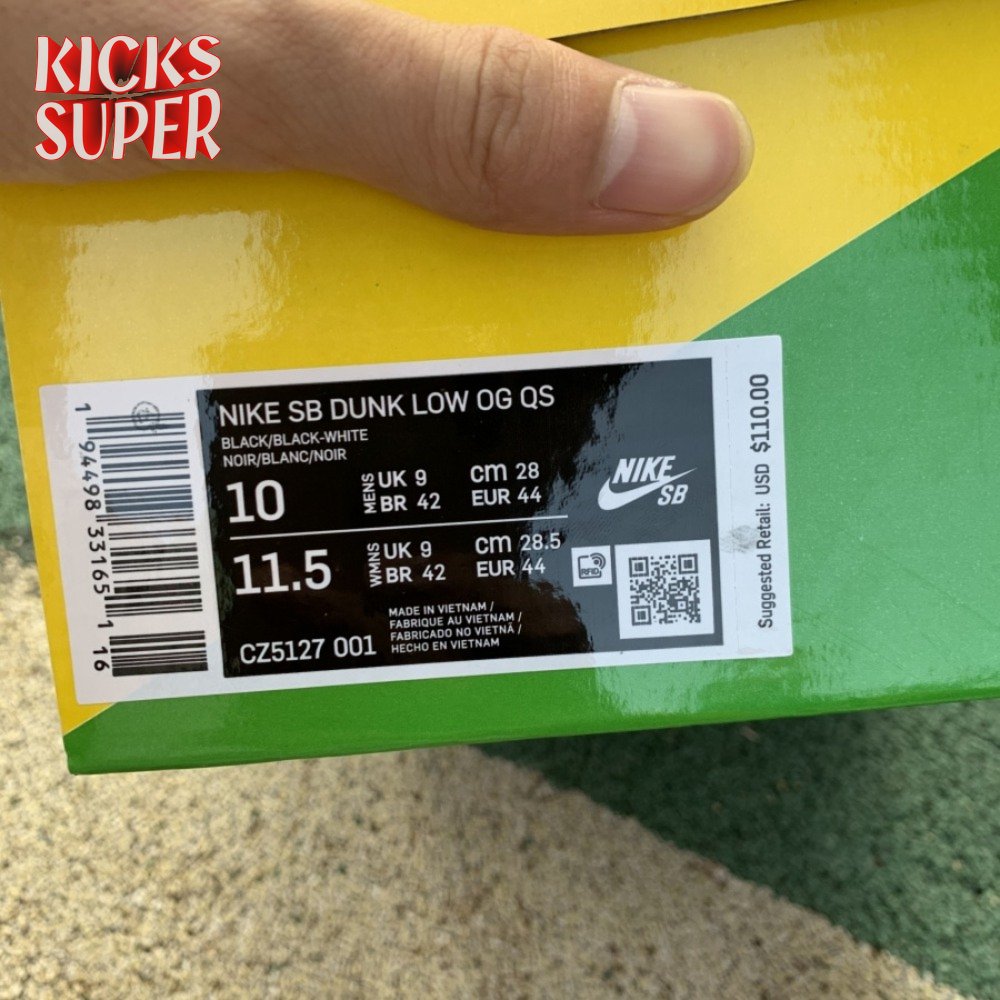 KICKS
SUPER
NIKE SB DUNK LOW OG QS
BLACK/BLACK-WHITE
NOIR/BLANC/NOIR
10
MENS
UK 9
BR 42
CM 28
EUR 44
NIKE
SB
11.5
WMNS
UK 9
BR 42
CM 28.5
EUR 44
RFID
MADE IN VIETNAM /
FABRIQUE AU VIETNAM /
FABRICADO NO VIETNÃ /
HECHO EN VIETNAM
CZ5127 001
1 94498 33165 1 16
Suggested Retail: USD $110.00